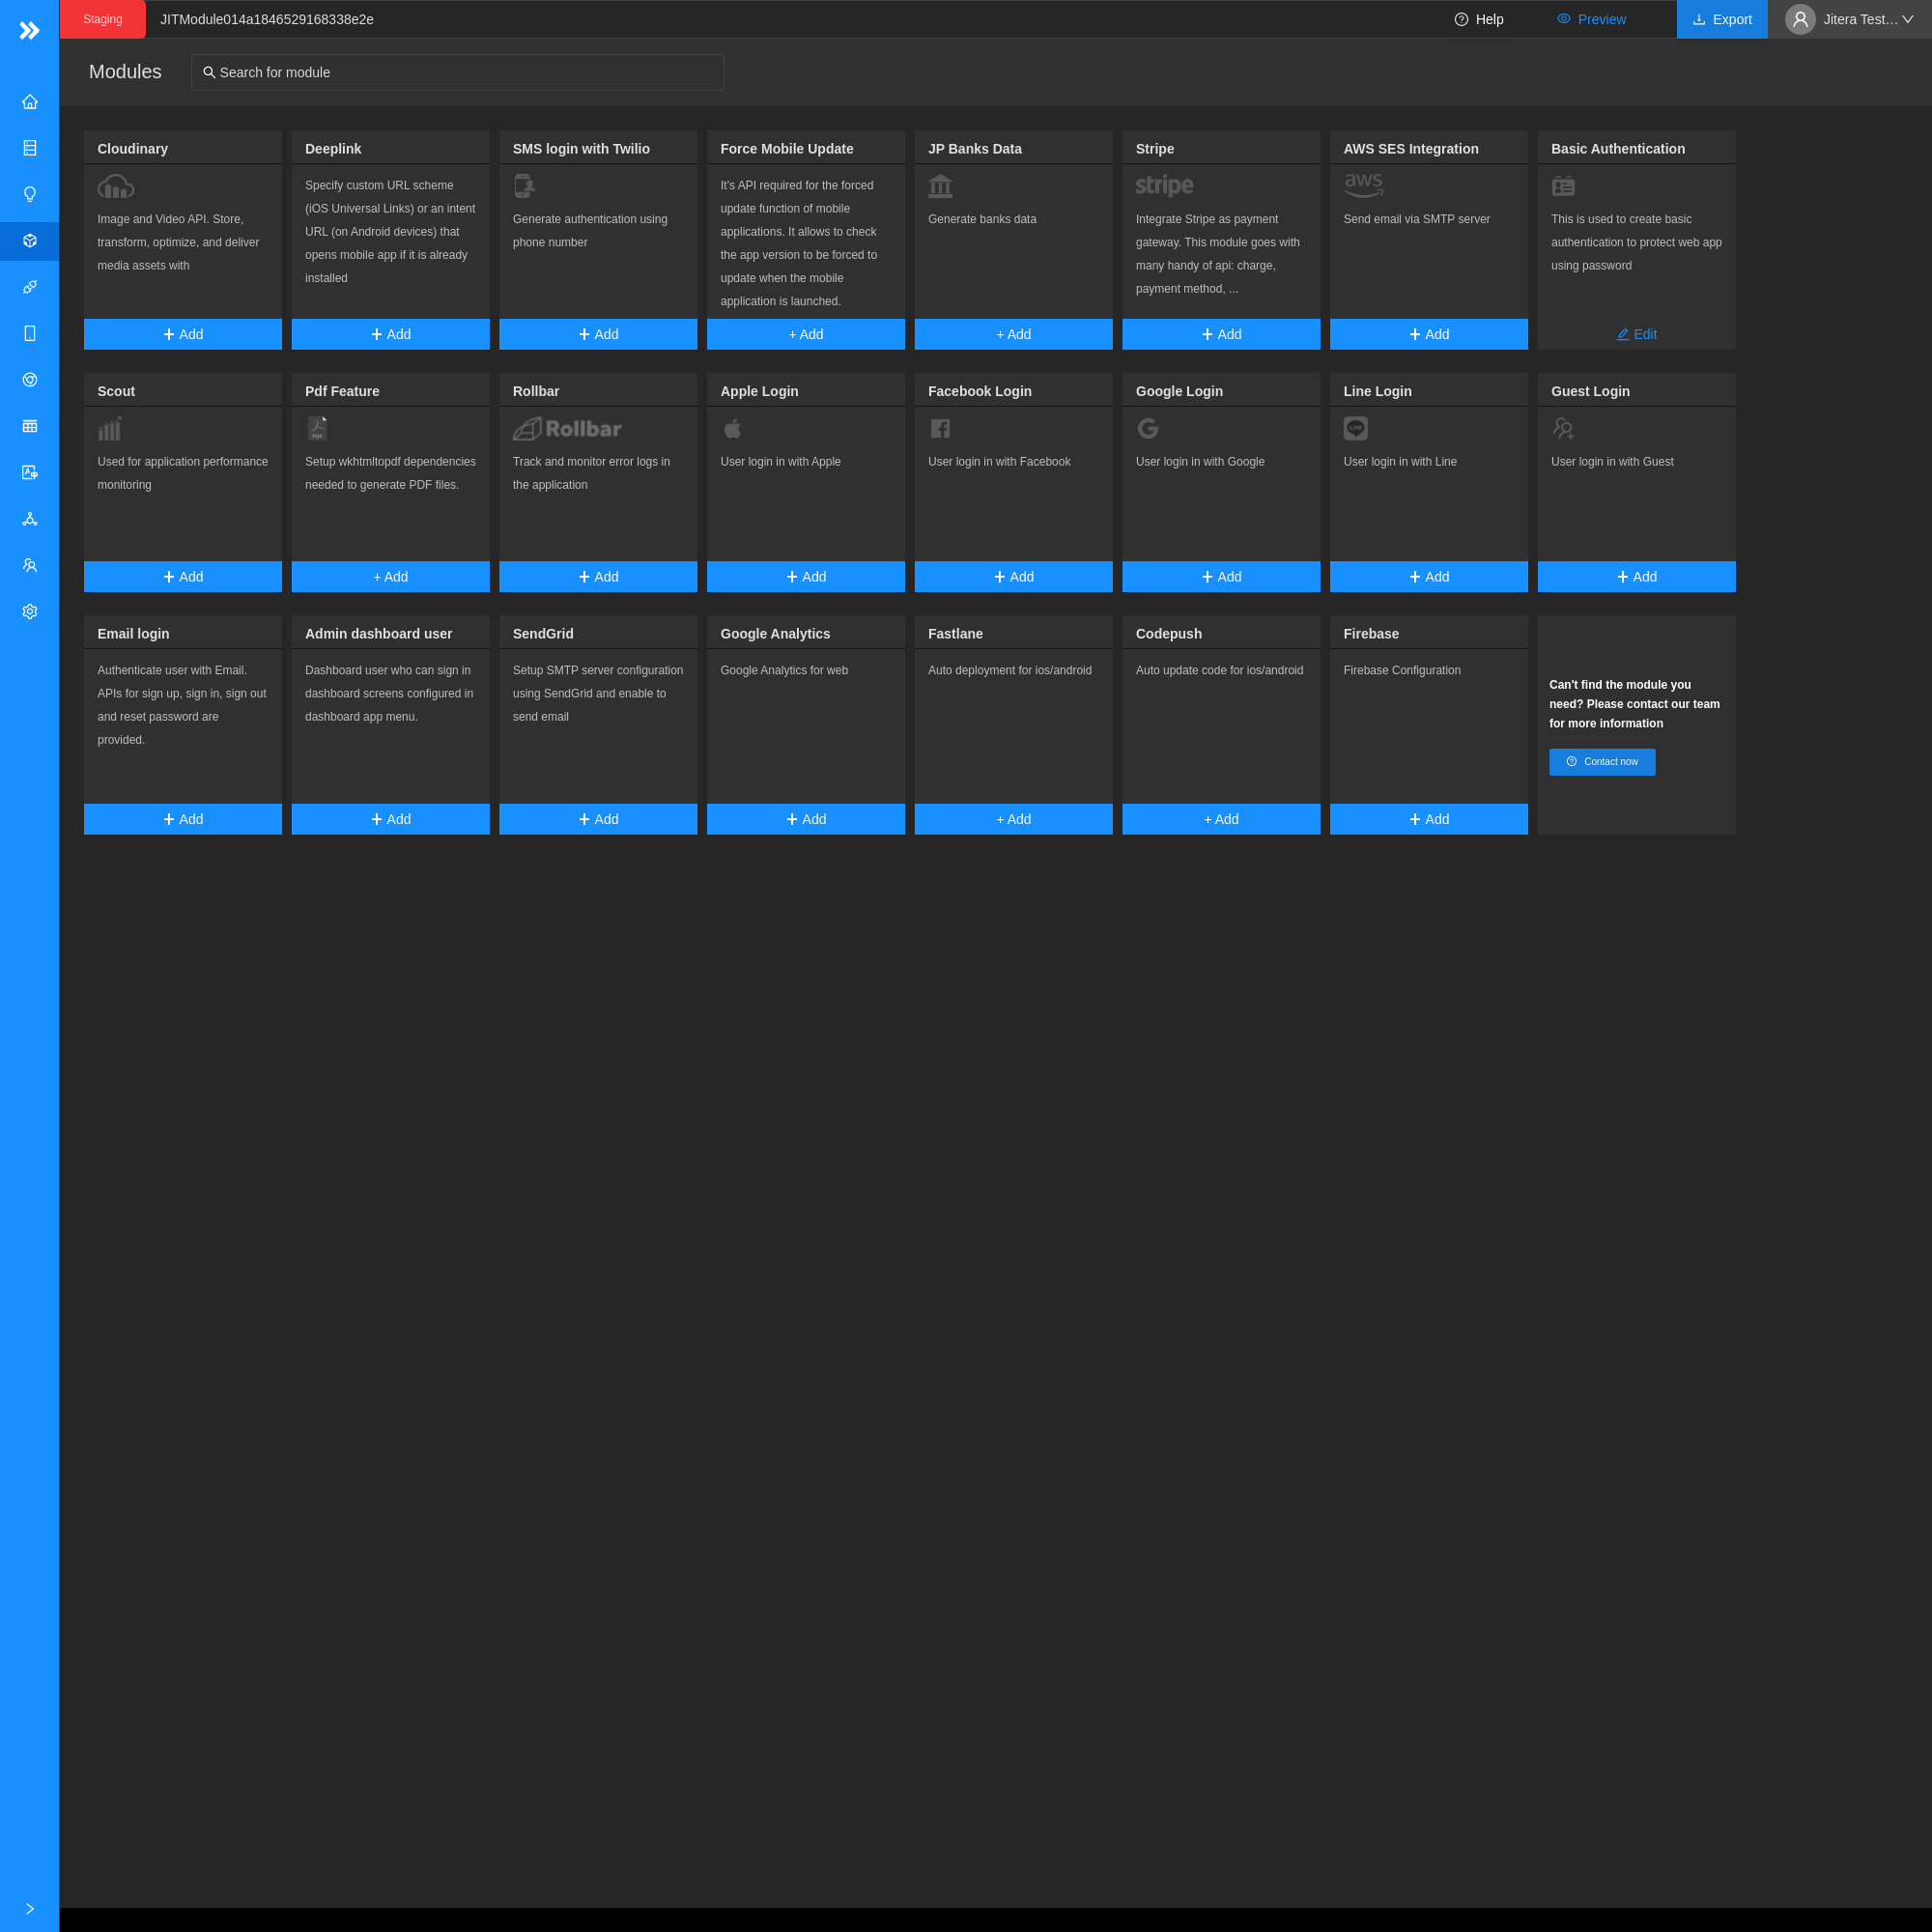 Staging
JITModule014a1846529168338e2e
Help
Preview
Export
Jitera Test...
Modules
Search for module
Cloudinary
Image and Video API. Store,
transform, optimize, and deliver
media assets with
+ Add
Deeplink
Specify custom URL scheme
(iOS Universal Links) or an intent
URL (on Android devices) that
opens mobile app if it is already
installed
+ Add
SMS login with Twilio
Generate authentication using
phone number
+ Add
Force Mobile Update
It's API required for the forced
update function of mobile
applications. It allows to check
the app version to be forced to
update when the mobile
application is launched.
+ Add
JP Banks Data
Generate banks data
+ Add
Stripe
stripe
Integrate Stripe as payment
gateway. This module goes with
many handy of api: charge,
payment method, ...
+ Add
AWS SES Integration
aws
Send email via SMTP server
+ Add
Basic Authentication
This is used to create basic
authentication to protect web app
using password
Edit
Scout
Used for application performance
monitoring
+ Add
Pdf Feature
PDF
Setup wkhtmltopdf dependencies
needed to generate PDF files.
+ Add
Rollbar
Rollbar
Track and monitor error logs in
the application
+ Add
Apple Login
User login in with Apple
+ Add
Facebook Login
User login in with Facebook
+ Add
Google Login
User login in with Google
+ Add
Line Login
LINE
User login in with Line
+ Add
Guest Login
User login in with Guest
+ Add
Email login
Authenticate user with Email.
APIs for sign up, sign in, sign out
and reset password are
provided.
+ Add
Admin dashboard user
Dashboard user who can sign in
dashboard screens configured in
dashboard app menu.
+ Add
SendGrid
Setup SMTP server configuration
using SendGrid and enable to
send email
+ Add
Google Analytics
Google Analytics for web
+ Add
Fastlane
Auto deployment for ios/android
+ Add
Codepush
Auto update code for ios/android
+ Add
Firebase
Firebase Configuration
+ Add
Can't find the module you
need? Please contact our team
for more information
Contact now